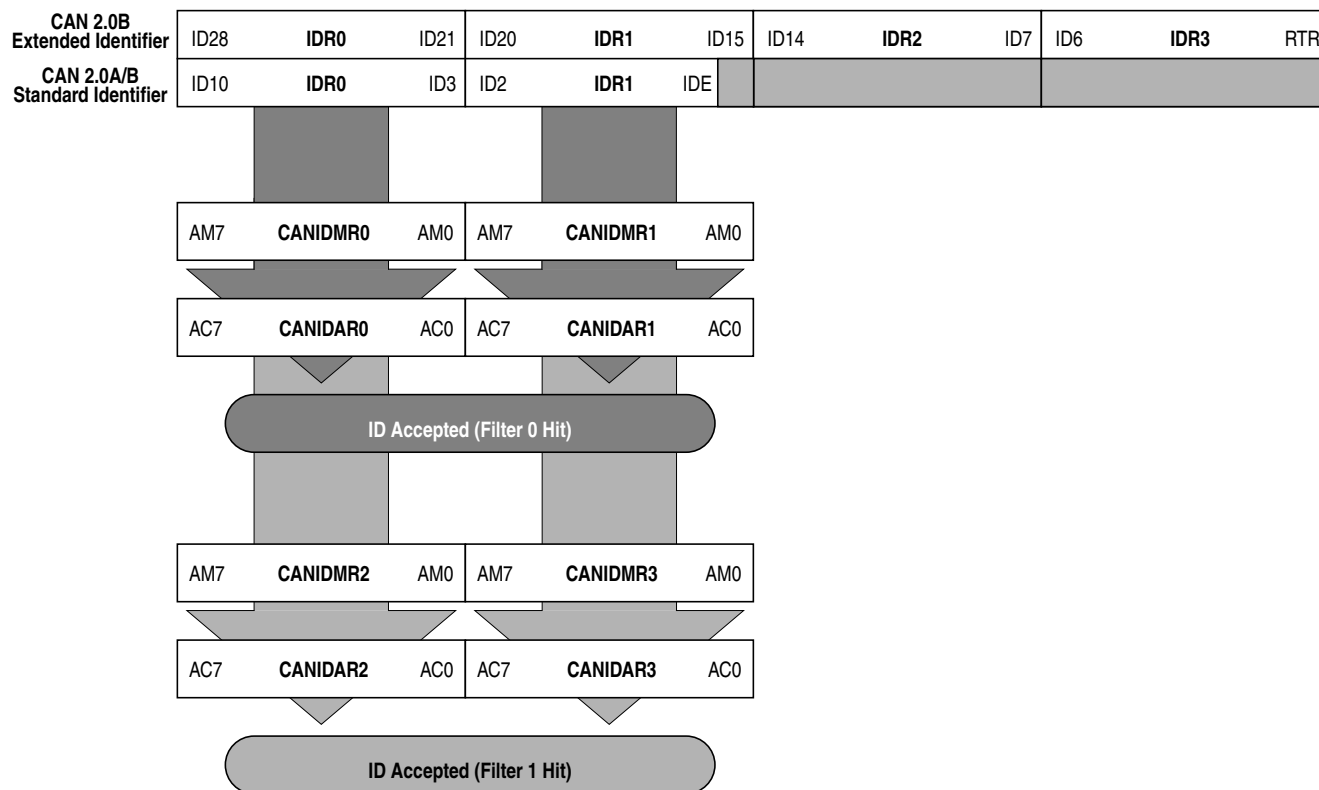 CAN 2.0B
Extended Identifier
ID28 IDR0 ID21 ID20 IDR1 ID15 ID14 IDR2 ID7 ID6 IDR3 RTR
CAN 2.0A/B
Standard Identifier
ID10 IDR0 ID3 ID2 IDR1 IDE
AM7 CANIDMR0 AM0 AM7 CANIDMR1 AM0
AC7 CANIDAR0 AC0 AC7 CANIDAR1 AC0
ID Accepted (Filter 0 Hit)
AM7 CANIDMR2 AM0 AM7 CANIDMR3 AM0
AC7 CANIDAR2 AC0 AC7 CANIDAR3 AC0
ID Accepted (Filter 1 Hit)